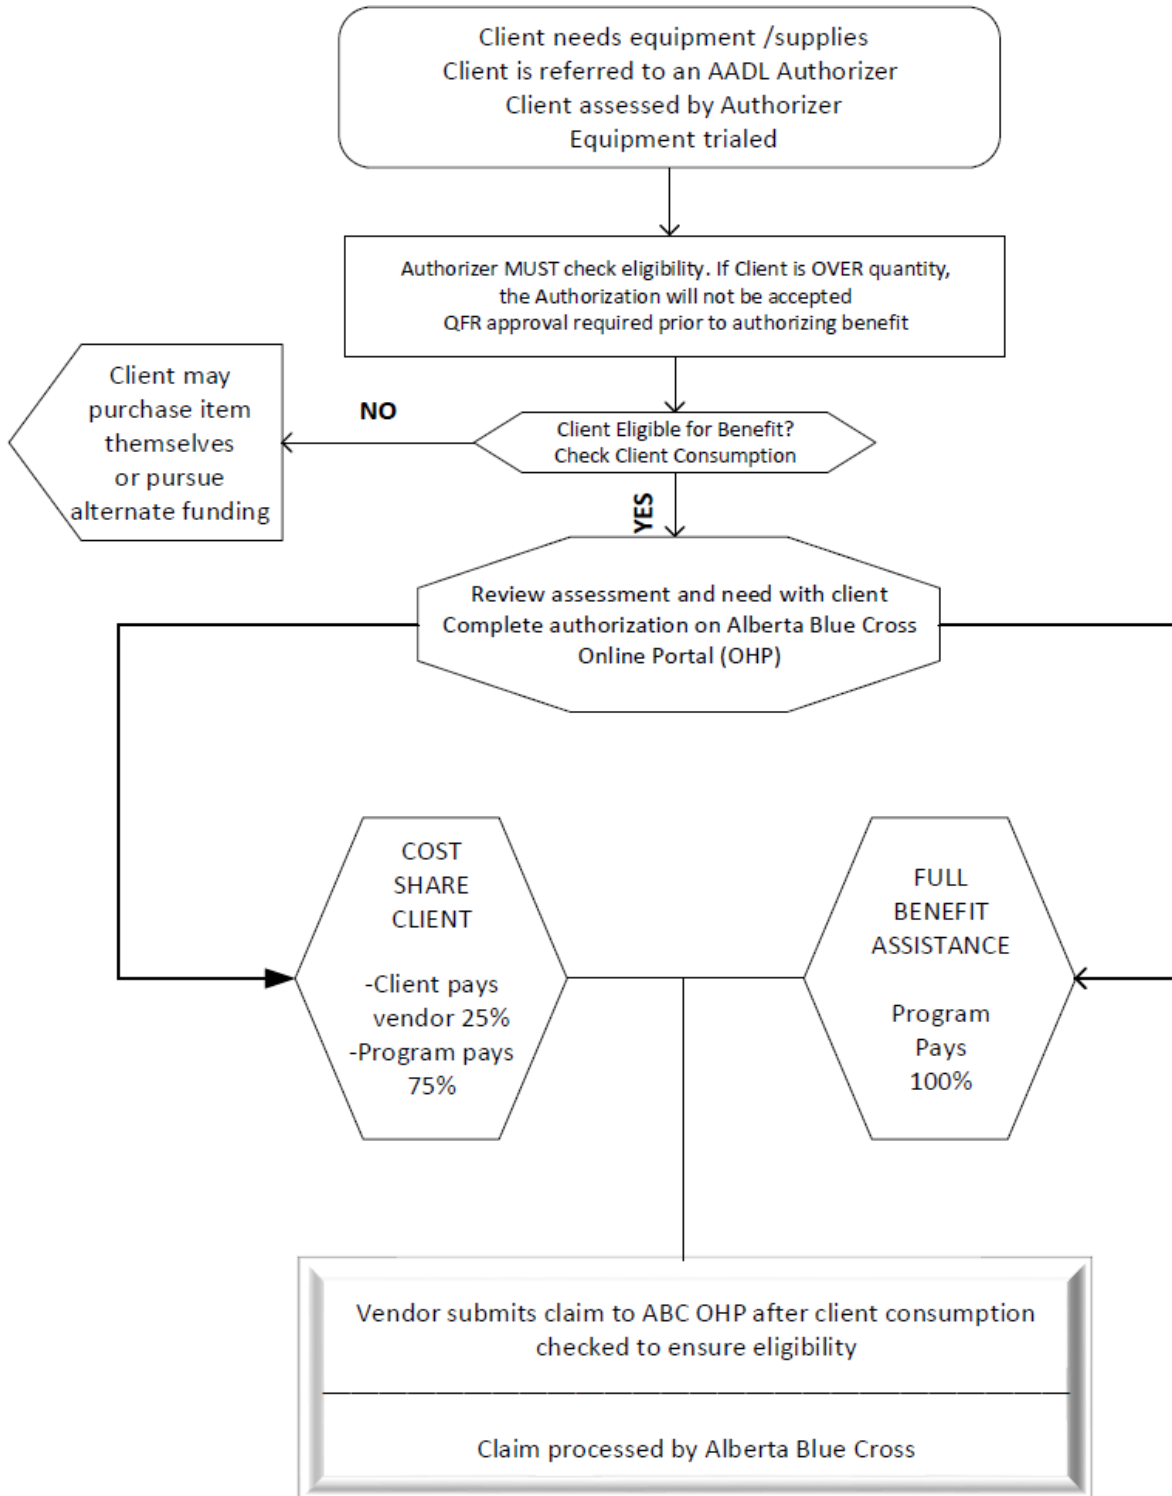 Client needs equipment /supplies
Client is referred to an AADL Authorizer
Client assessed by Authorizer
Equipment trialed
Authorizer MUST check eligibility. If Client is OVER quantity,
the Authorization will not be accepted
QFR approval required prior to authorizing benefit
Client may
purchase item
themselves
or pursue
alternate funding
NO
Client Eligible for Benefit?
Check Client Consumption
YES
Review assessment and need with client
Complete authorization on Alberta Blue Cross
Online Portal (OHP)
COST
SHARE
CLIENT
-Client pays
vendor 25%
-Program pays
75%
FULL
BENEFIT
ASSISTANCE
Program
Pays
100%
Vendor submits claim to ABC OHP after client consumption
checked to ensure eligibility
Claim processed by Alberta Blue Cross